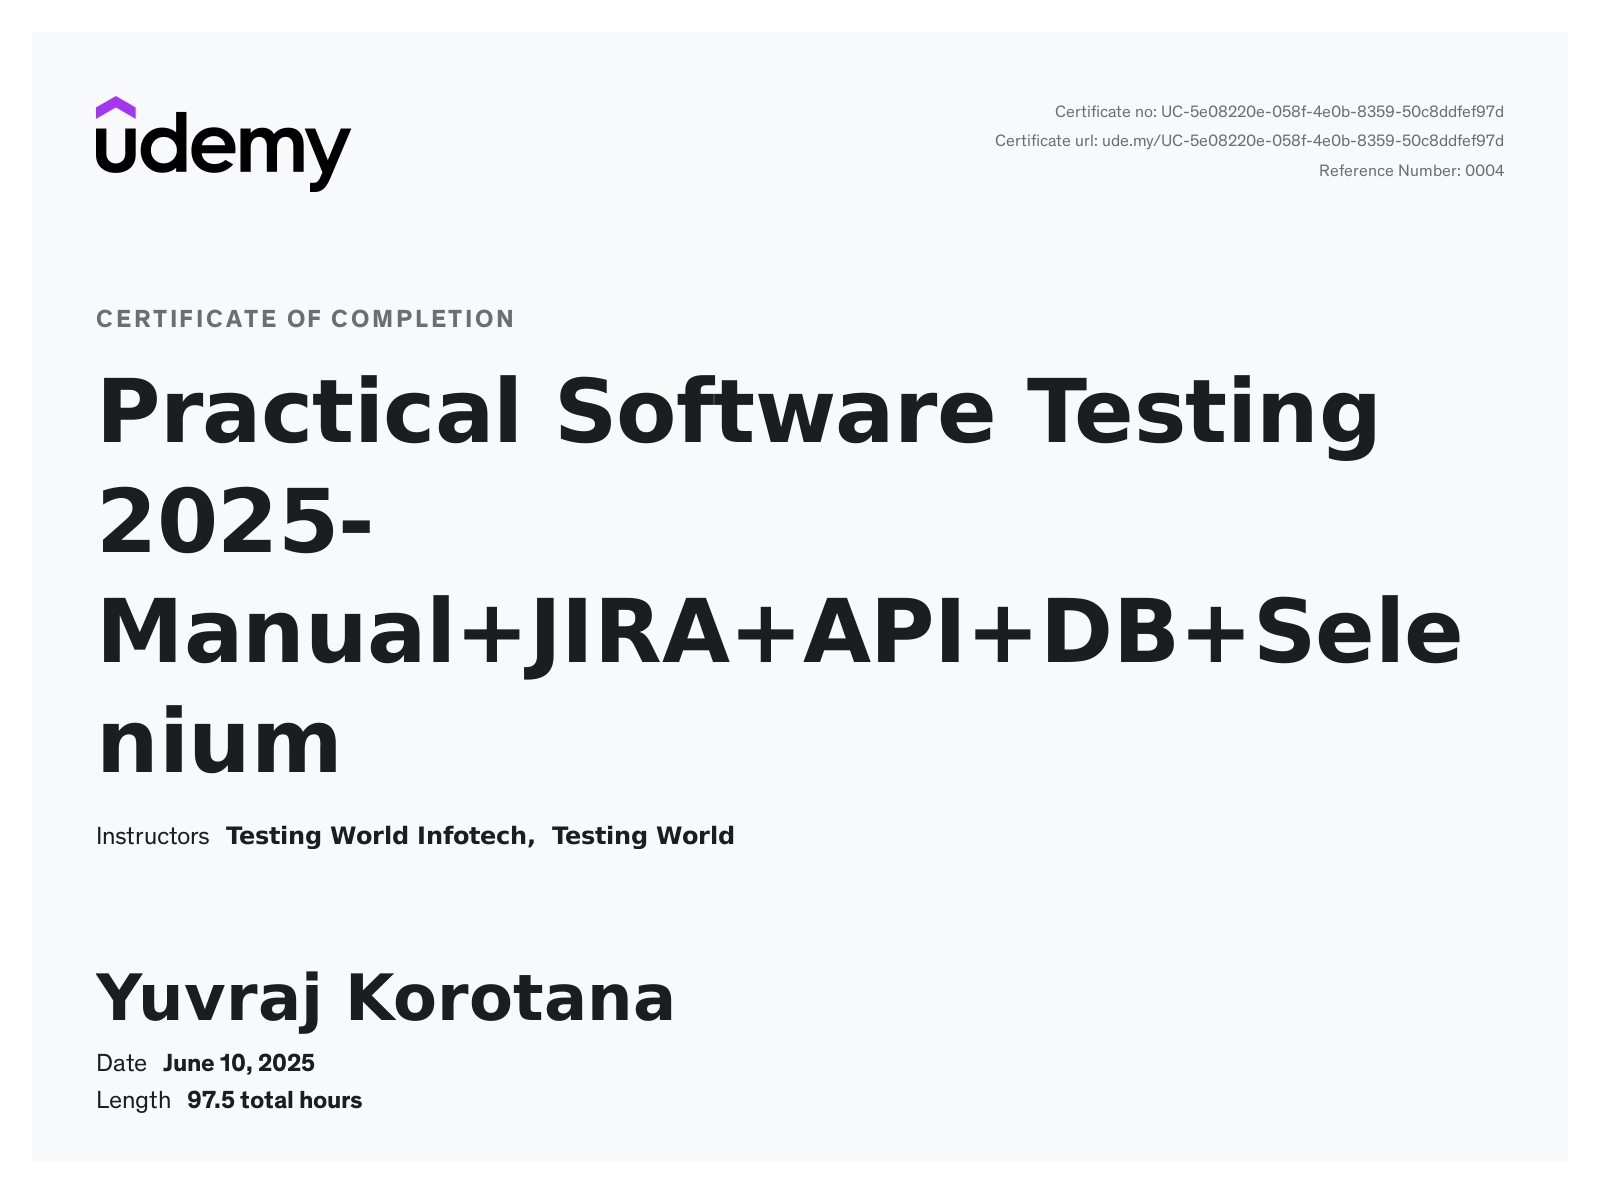 udemy
Certificate no: UC-5e08220e-058f-4e0b-8359-50c8ddfef97d
Certificate url: ude.my/UC-5e08220e-058f-4e0b-8359-50c8ddfef97d
Reference Number: 0004
CERTIFICATE OF COMPLETION
Practical Software Testing
2025-
Manual+JIRA+API+DB+Sele
nium
Instructors Testing World Infotech, Testing World
Yuvraj Korotana
Date June 10, 2025
Length 97.5 total hours